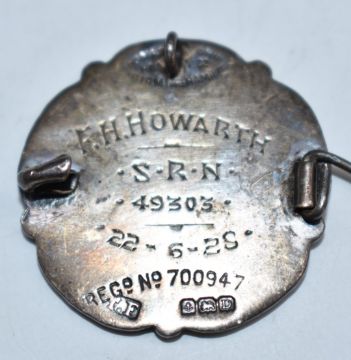 F.H. HOWARTH
· S·R·N ·
· 49303 ·
22 - 6 - 28
REGD No 700947